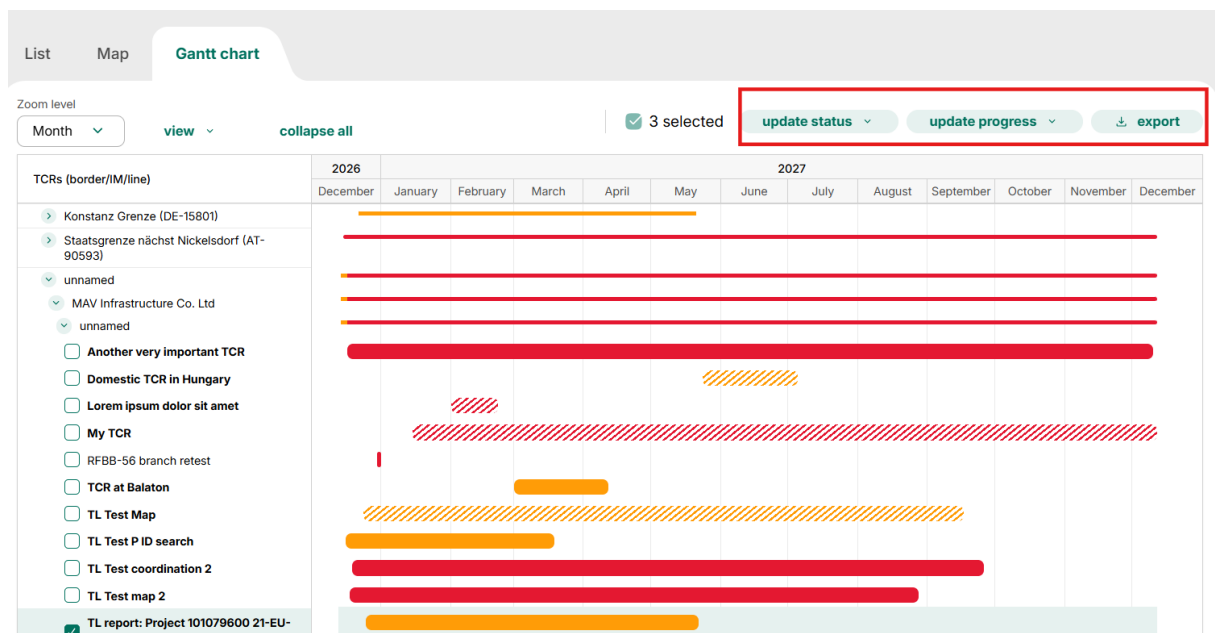 List Map Gantt chart
Zoom level
Month view collapse all 3 selected update status update progress export
TCRs (border/IM/line) 2026 2027
December January February March April May June July August September October November December
Konstanz Grenze (DE-15801)
Staatsgrenze nächst Nickelsdorf (AT-
90593)
unnamed
MAV Infrastructure Co. Ltd
unnamed
Another very important TCR
Domestic TCR in Hungary
Lorem ipsum dolor sit amet
My TCR
RFBB-56 branch retest
TCR at Balaton
TL Test Map
TL Test P ID search
TL Test coordination 2
TL Test map 2
TL report: Project 101079600 21-EU-